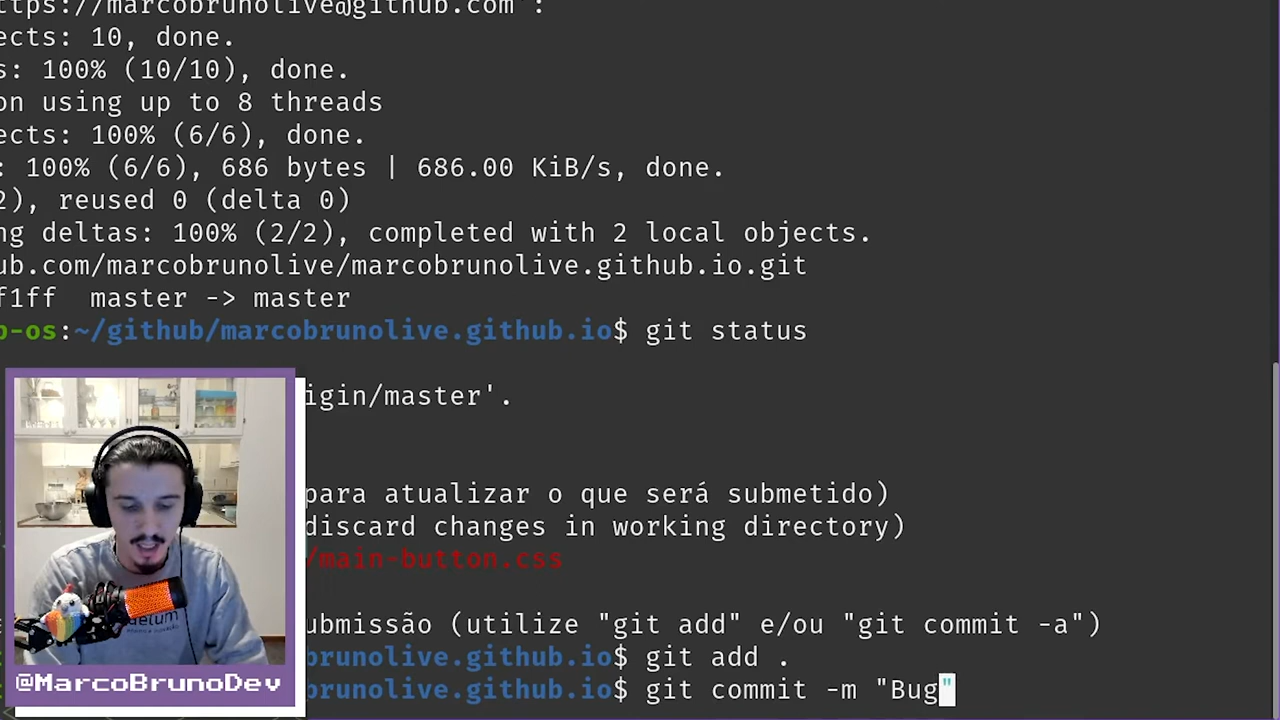 ttps://marcobrunolive@github.com':
ects: 10, done.
s: 100% (10/10), done.
on using up to 8 threads
ects: 100% (6/6), done.
: 100% (6/6), 686 bytes | 686.00 KiB/s, done.
2), reused 0 (delta 0)
ng deltas: 100% (2/2), completed with 2 local objects.
ub.com/marcobrunolive/marcobrunolive.github.io.git
f1ff  master -> master
b-os:~/github/marcobrunolive.github.io$ git status
igin/master'.
para atualizar o que será submetido)
discard changes in working directory)
/main-button.css
ubmissão (utilize "git add" e/ou "git commit -a")
brunolive.github.io$ git add .
brunolive.github.io$ git commit -m "Bug"
@MarcoBrunoDev